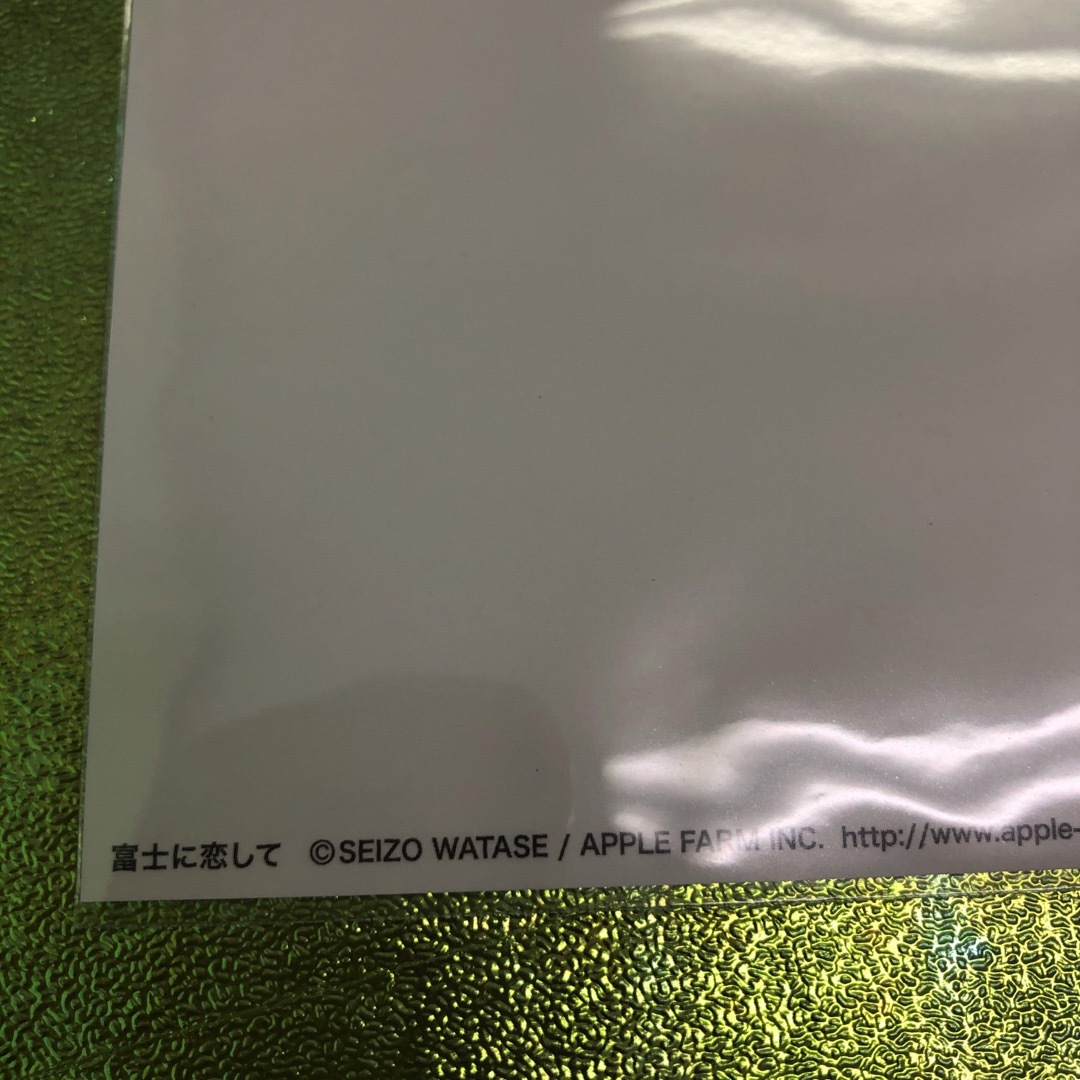 富士に恋して ©SEIZO WATASE / APPLE FARM INC. http://www.apple-